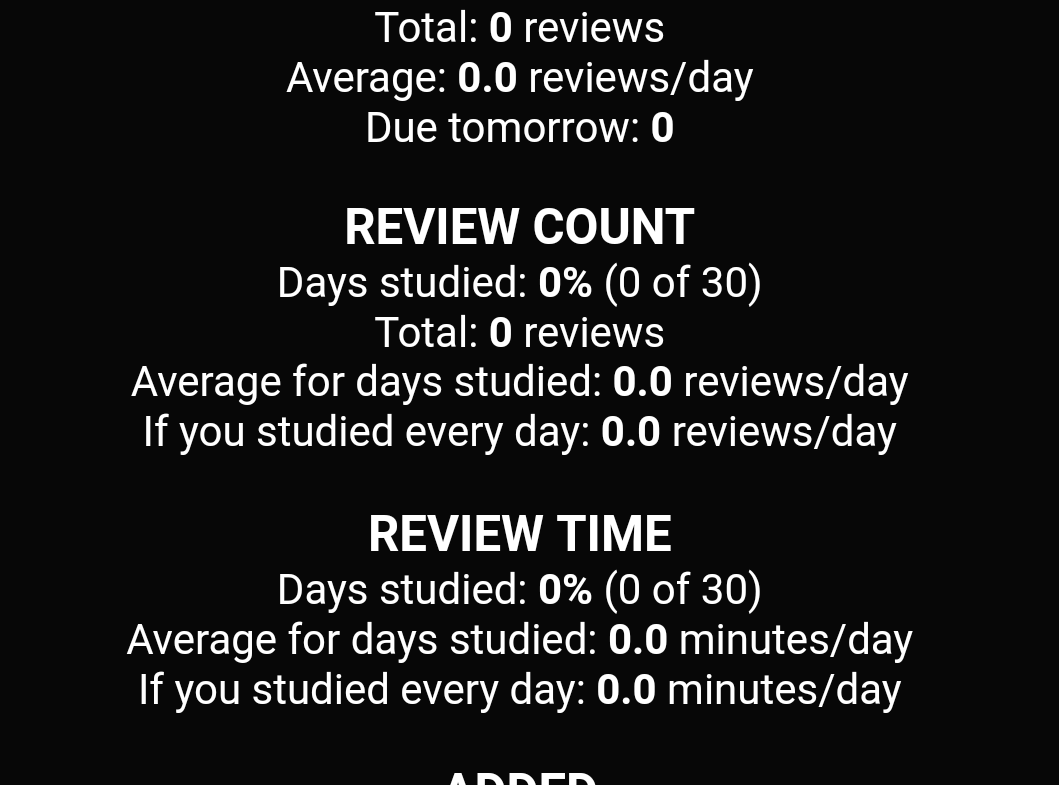 Total: 0 reviews
Average: 0.0 reviews/day
Due tomorrow: 0
REVIEW COUNT
Days studied: 0% (0 of 30)
Total: 0 reviews
Average for days studied: 0.0 reviews/day
If you studied every day: 0.0 reviews/day
REVIEW TIME
Days studied: 0% (0 of 30)
Average for days studied: 0.0 minutes/day
If you studied every day: 0.0 minutes/day
ADDED